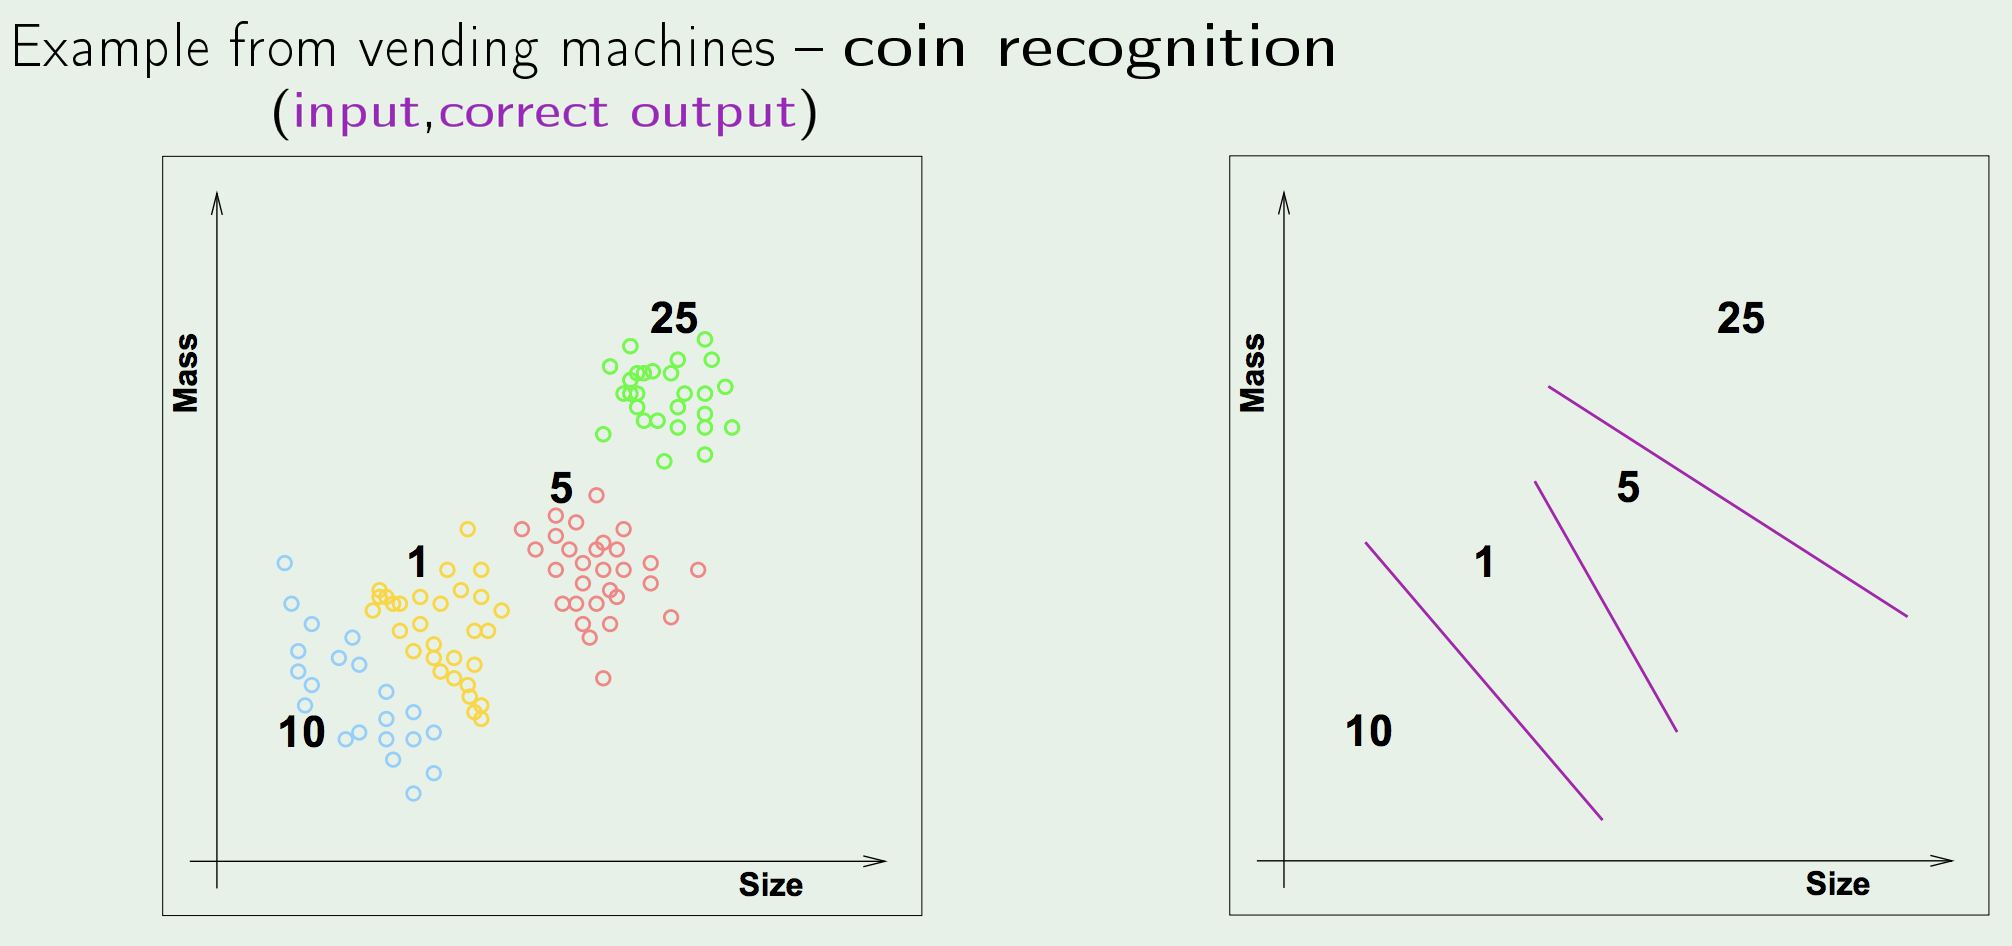 Example from vending machines – coin recognition
(input,correct output)
25
5
1
10
Mass
Size
25
5
1
10
Mass
Size